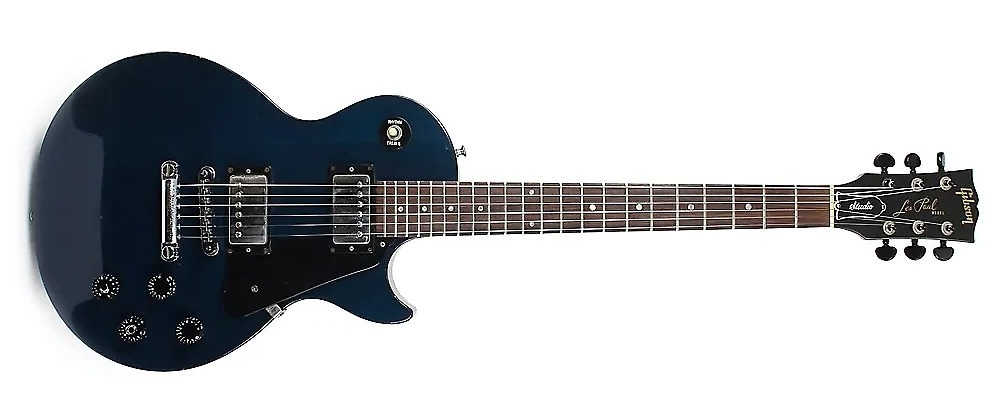 RHYTHM
TREBLE
Studio
Les Paul
MODEL
Gibson